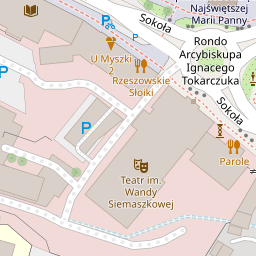 Sokoła
Najświętszej
Marii Panny
Rondo
Arcybiskupa
Ignacego
Tokarczuka
U Myszki
2
Rzeszowskie
Słoiki
P
P
P
Sokoła
Parole
Teatr im.
Wandy
Siemaszkowej